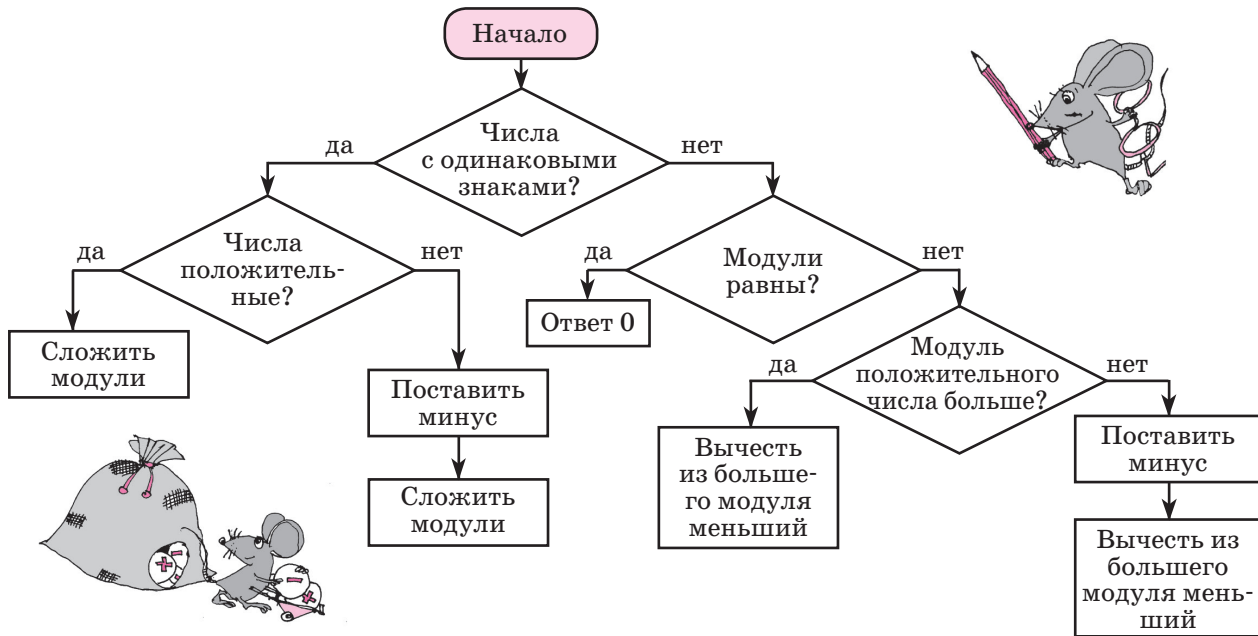 Начало
Числа
с одинаковыми
знаками?
да
нет
Числа
положитель-
ные?
да
нет
Модули
равны?
да
нет
Сложить
модули
Ответ 0
Поставить
минус
Сложить
модули
Модуль
положительного
числа больше?
да
нет
Вычесть
из больше-
го модуля
меньший
Поставить
минус
Вычесть из
большего
модуля мень-
ший